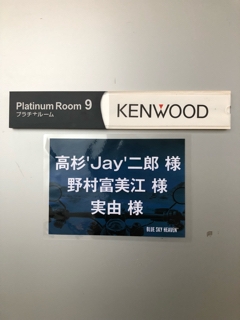 Platinum Room 9
プラチナルーム
KENWOOD
高杉'Jay'二郎 様
野村富美江 様
実由 様
BLUE SKY HEAVEN